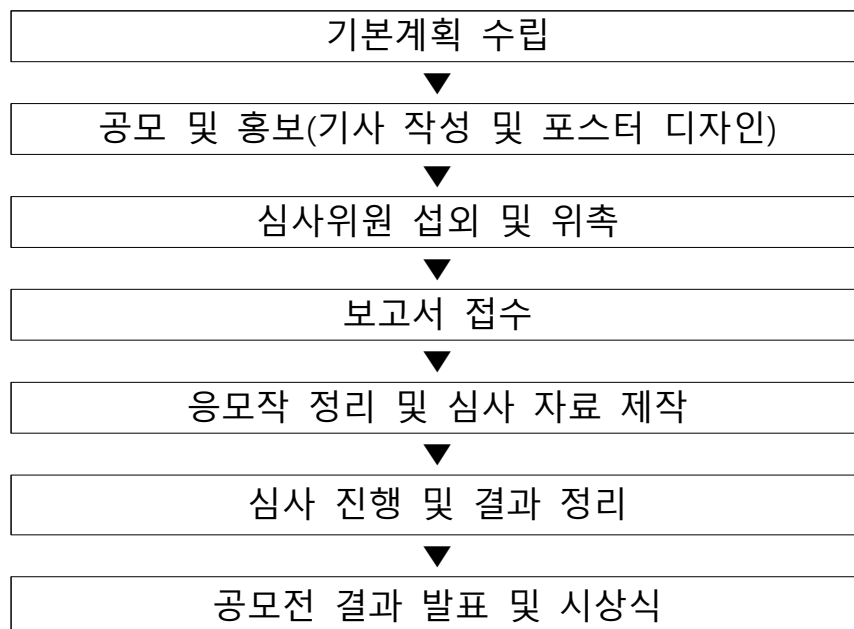 기본계획 수립
▼
공모 및 홍보(기사 작성 및 포스터 디자인)
▼
심사위원 섭외 및 위촉
▼
보고서 접수
▼
응모작 정리 및 심사 자료 제작
▼
심사 진행 및 결과 정리
▼
공모전 결과 발표 및 시상식